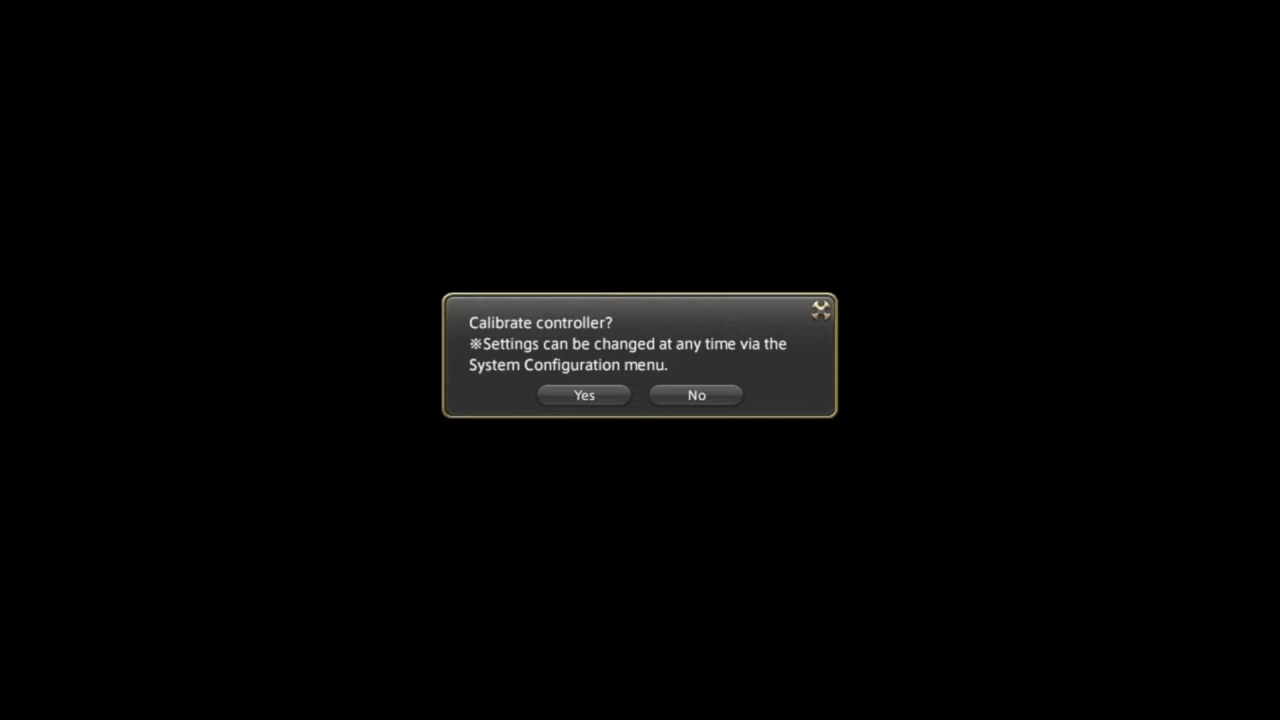 Calibrate controller?
※Settings can be changed at any time via the
System Configuration menu.
Yes No